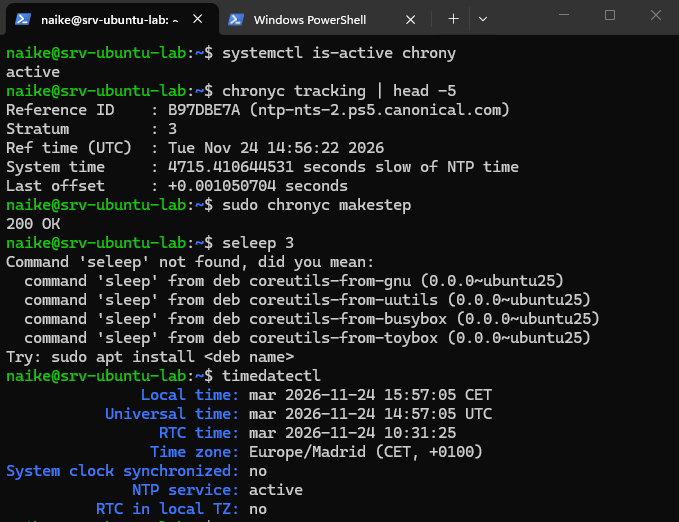 naike@srv-ubuntu-lab: ~
Windows PowerShell
naike@srv-ubuntu-lab:~$ systemctl is-active chrony
active
naike@srv-ubuntu-lab:~$ chronyc tracking | head -5
Reference ID    : B97DBE7A (ntp-nts-2.ps5.canonical.com)
Stratum         : 3
Ref time (UTC)  : Tue Nov 24 14:56:22 2026
System time     : 4715.410644531 seconds slow of NTP time
Last offset     : +0.001050704 seconds
naike@srv-ubuntu-lab:~$ sudo chronyc makestep
200 OK
naike@srv-ubuntu-lab:~$ seleep 3
Command 'seleep' not found, did you mean:
  command 'sleep' from deb coreutils-from-gnu (0.0.0~ubuntu25)
  command 'sleep' from deb coreutils-from-uutils (0.0.0~ubuntu25)
  command 'sleep' from deb coreutils-from-busybox (0.0.0~ubuntu25)
  command 'sleep' from deb coreutils-from-toybox (0.0.0~ubuntu25)
Try: sudo apt install <deb name>
naike@srv-ubuntu-lab:~$ timedatectl
               Local time: mar 2026-11-24 15:57:05 CET
           Universal time: mar 2026-11-24 14:57:05 UTC
                 RTC time: mar 2026-11-24 10:31:25
                Time zone: Europe/Madrid (CET, +0100)
System clock synchronized: no
              NTP service: active
          RTC in local TZ: no